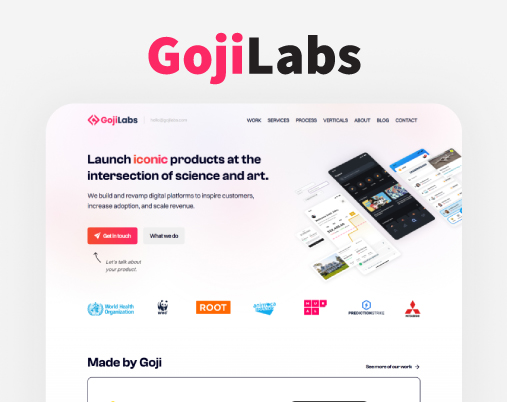 GojiLabs
GojiLabs
hello@gojilabs.com
WORK SERVICES PROCESS VERTICALS ABOUT BLOG CONTACT
Launch iconic products at the
intersection of science and art.
We build and revamp digital platforms to inspire customers,
increase adoption, and scale revenue.
Get in touch
What we do
Let's talk about
your product.
World Health
Organization
WWF
ROOT
MURAL
PREDICTIONSTRIKE
MITSUBISHI
Made by Goji
See more of our work